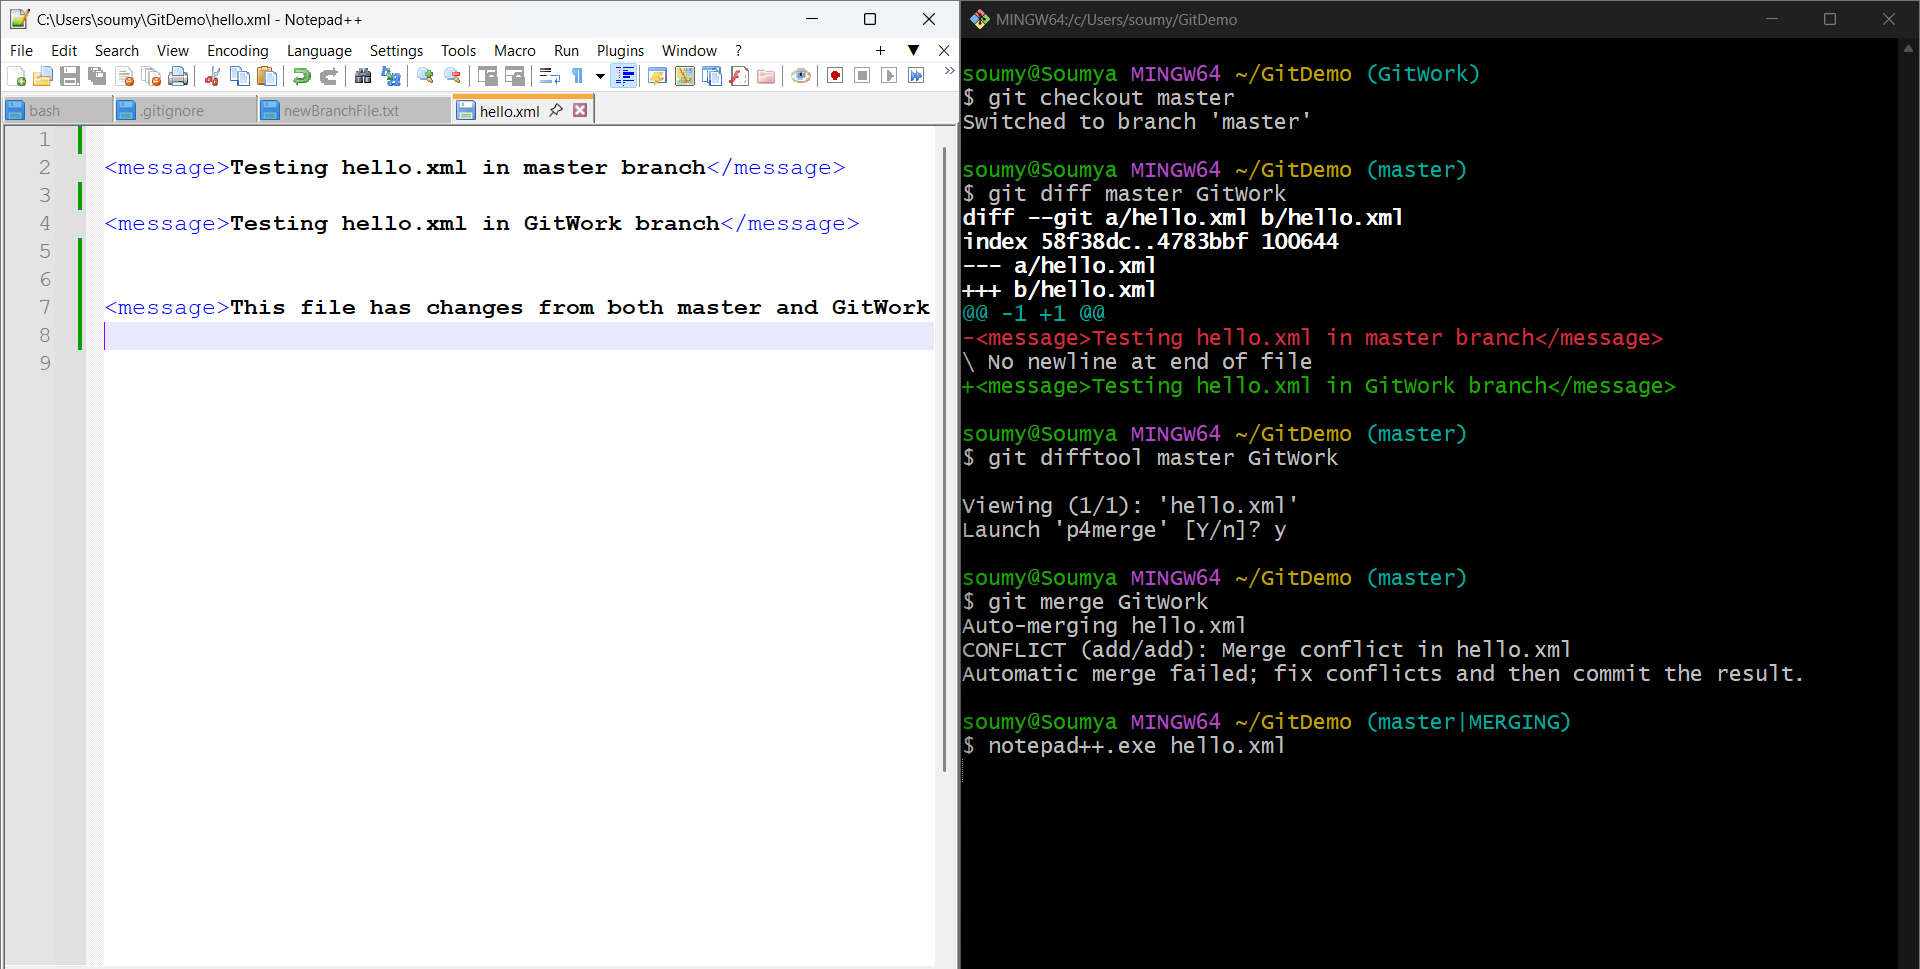 C:\Users\soumy\GitDemo\hello.xml - Notepad++
File Edit Search View Encoding Language Settings Tools Macro Run Plugins Window ?
bash .gitignore newBranchFile.txt hello.xml
1
2 <message>Testing hello.xml in master branch</message>
3
4 <message>Testing hello.xml in GitWork branch</message>
5
6
7 <message>This file has changes from both master and GitWork
8
9
MINGW64:/c/Users/soumy/GitDemo
soumy@Soumya MINGW64 ~/GitDemo (GitWork)
$ git checkout master
Switched to branch 'master'
soumy@Soumya MINGW64 ~/GitDemo (master)
$ git diff master GitWork
diff --git a/hello.xml b/hello.xml
index 58f38dc..4783bbf 100644
--- a/hello.xml
+++ b/hello.xml
@@ -1 +1 @@
-<message>Testing hello.xml in master branch</message>
\ No newline at end of file
+<message>Testing hello.xml in GitWork branch</message>
soumy@Soumya MINGW64 ~/GitDemo (master)
$ git difftool master GitWork
Viewing (1/1): 'hello.xml'
Launch 'p4merge' [Y/n]? y
soumy@Soumya MINGW64 ~/GitDemo (master)
$ git merge GitWork
Auto-merging hello.xml
CONFLICT (add/add): Merge conflict in hello.xml
Automatic merge failed; fix conflicts and then commit the result.
soumy@Soumya MINGW64 ~/GitDemo (master|MERGING)
$ notepad++.exe hello.xml